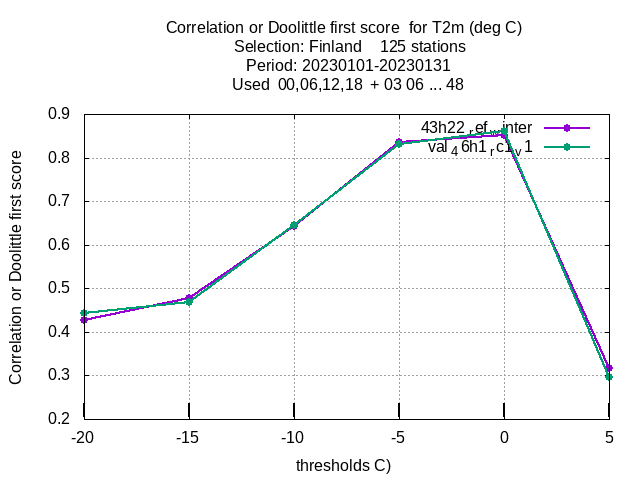 Correlation or Doolittle first score  for T2m (deg C)
Selection: Finland    125 stations
Period: 20230101-20230131
Used  00,06,12,18  + 03 06 ... 48
43h22_ref_winter
val_46h1_rc1_v1
Correlation or Doolittle first score
0.9
0.8
0.7
0.6
0.5
0.4
0.3
0.2
-20 -15 -10 -5 0 5
thresholds C)